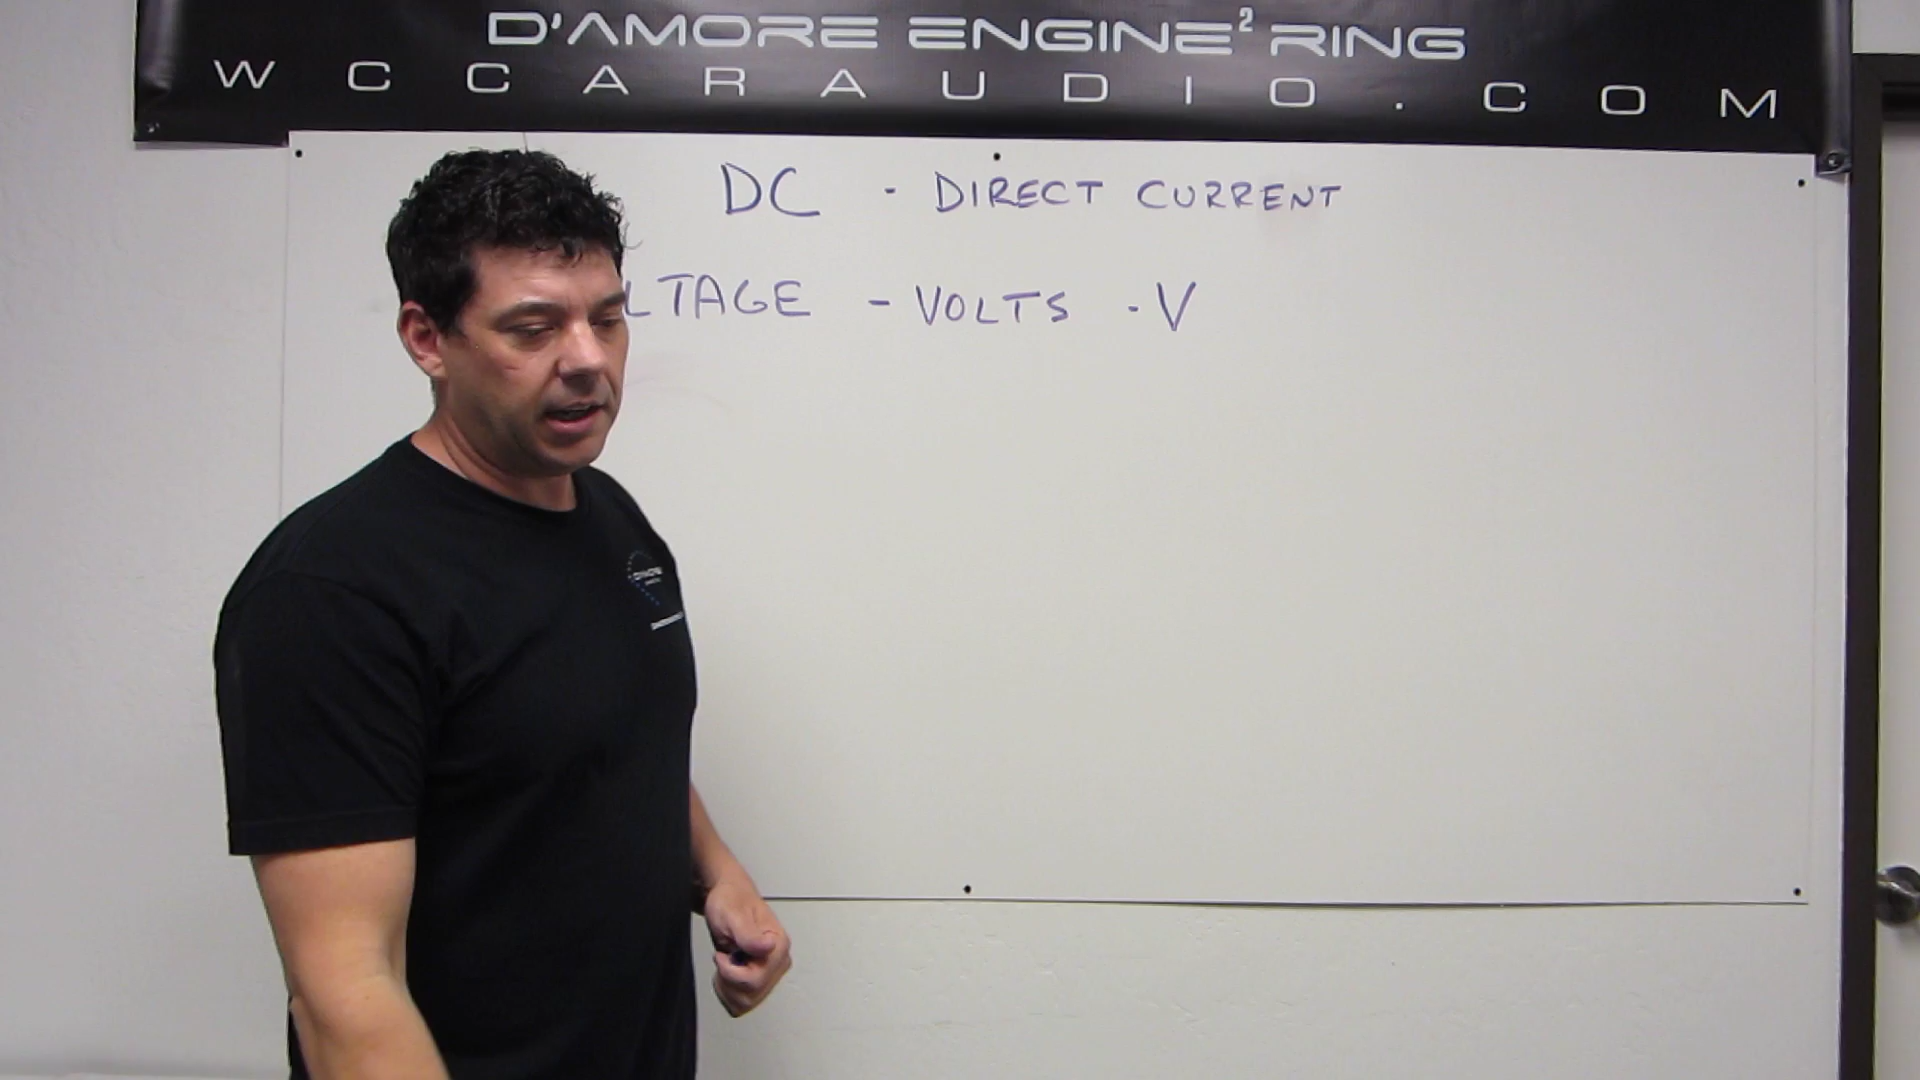 D'AMORE ENGINE² RING
WCCARAUDIO.COM
DC - DIRECT CURRENT
LTAGE - VOLTS - V